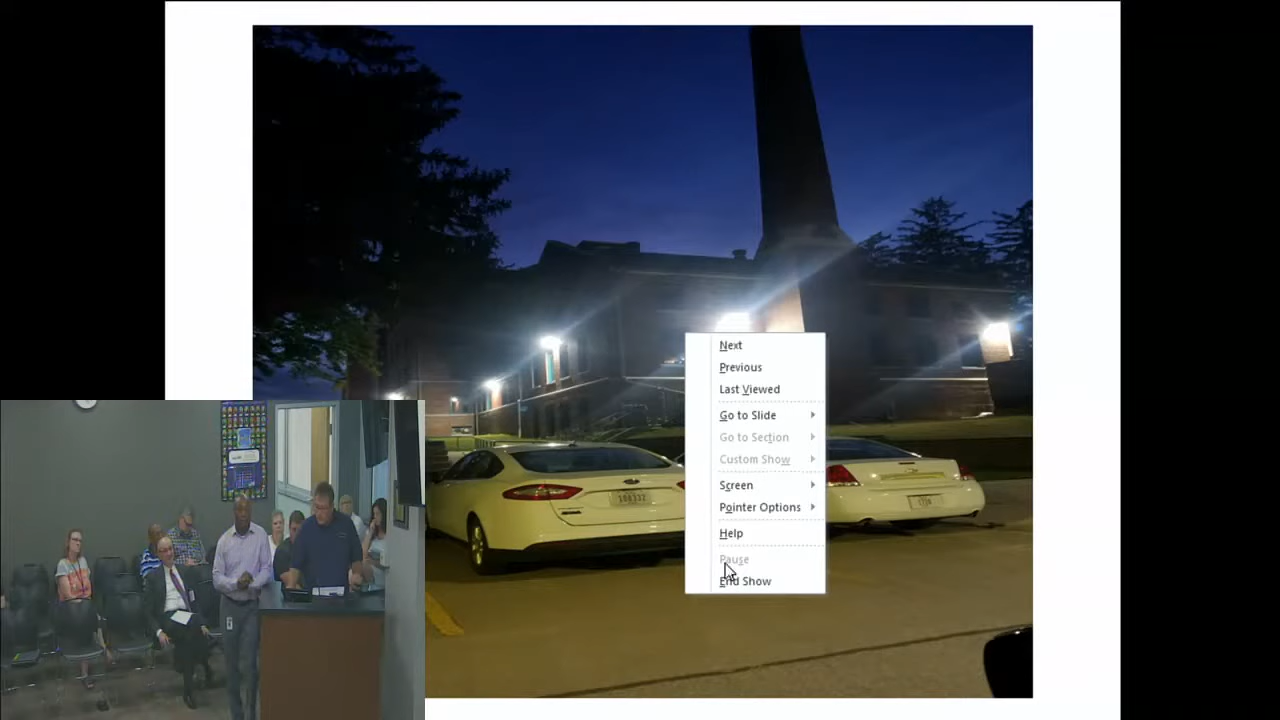 Next
Previous
Last Viewed
Go to Slide
Go to Section
Custom Show
Screen
Pointer Options
Help
Pause
End Show